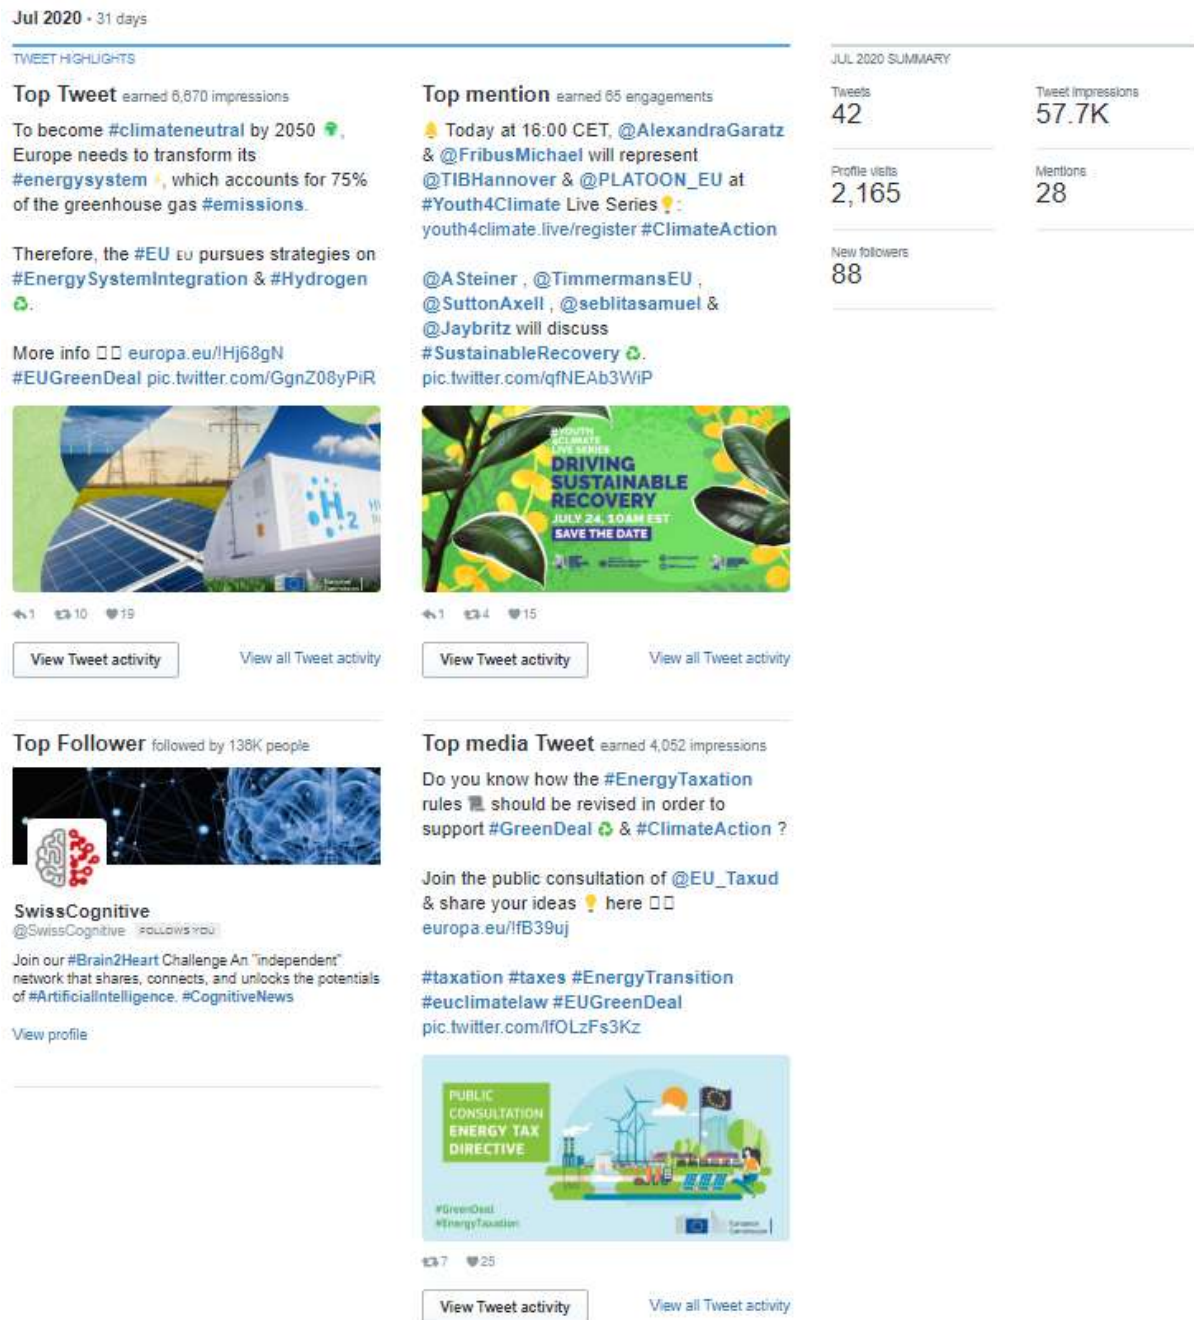 Jul 2020 • 31 days
TWEET HIGHLIGHTS
Top Tweet earned 6,670 impressions
To become #climateneutral by 2050 🌍,
Europe needs to transform its
#energysystem ⚡, which accounts for 75%
of the greenhouse gas #emissions.
Therefore, the #EU EU pursues strategies on
#EnergySystemIntegration & #Hydrogen
♻.
More info □□ europa.eu/!Hj68gN
#EUGreenDeal pic.twitter.com/GgnZ08yPiR
H2
European
Commission
1 10 19
View Tweet activity View all Tweet activity
Top mention earned 65 engagements
🔔 Today at 16:00 CET, @AlexandraGaratz
& @FribusMichael will represent
@TIBHannover & @PLATOON_EU at
#Youth4Climate Live Series💡:
youth4climate.live/register #ClimateAction
@ASteiner , @TimmermansEU ,
@SuttonAxell , @seblitasamuel &
@Jaybritz will discuss
#SustainableRecovery ♻.
pic.twitter.com/qfNEAb3WiP
#YOUTH
4CLIMATE
LIVE SERIES
DRIVING
SUSTAINABLE
RECOVERY
JULY 24, 10AM EST
SAVE THE DATE
1 4 15
View Tweet activity View all Tweet activity
Top Follower followed by 136K people
SwissCognitive
@SwissCognitive FOLLOWS YOU
Join our #Brain2Heart Challenge An "independent"
network that shares, connects, and unlocks the potentials
of #ArtificialIntelligence. #CognitiveNews
View profile
Top media Tweet earned 4,052 impressions
Do you know how the #EnergyTaxation
rules 📜 should be revised in order to
support #GreenDeal ♻ & #ClimateAction ?
Join the public consultation of @EU_Taxud
& share your ideas 💡 here □□
europa.eu/!fB39uj
#taxation #taxes #EnergyTransition
#euclimatelaw #EUGreenDeal
pic.twitter.com/lfOLzFs3Kz
PUBLIC
CONSULTATION
ENERGY TAX
DIRECTIVE
#GreenDeal
#EnergyTaxation
European
Commission
7 25
View Tweet activity View all Tweet activity
JUL 2020 SUMMARY
Tweets
42
Tweet impressions
57.7K
Profile visits
2,165
Mentions
28
New followers
88